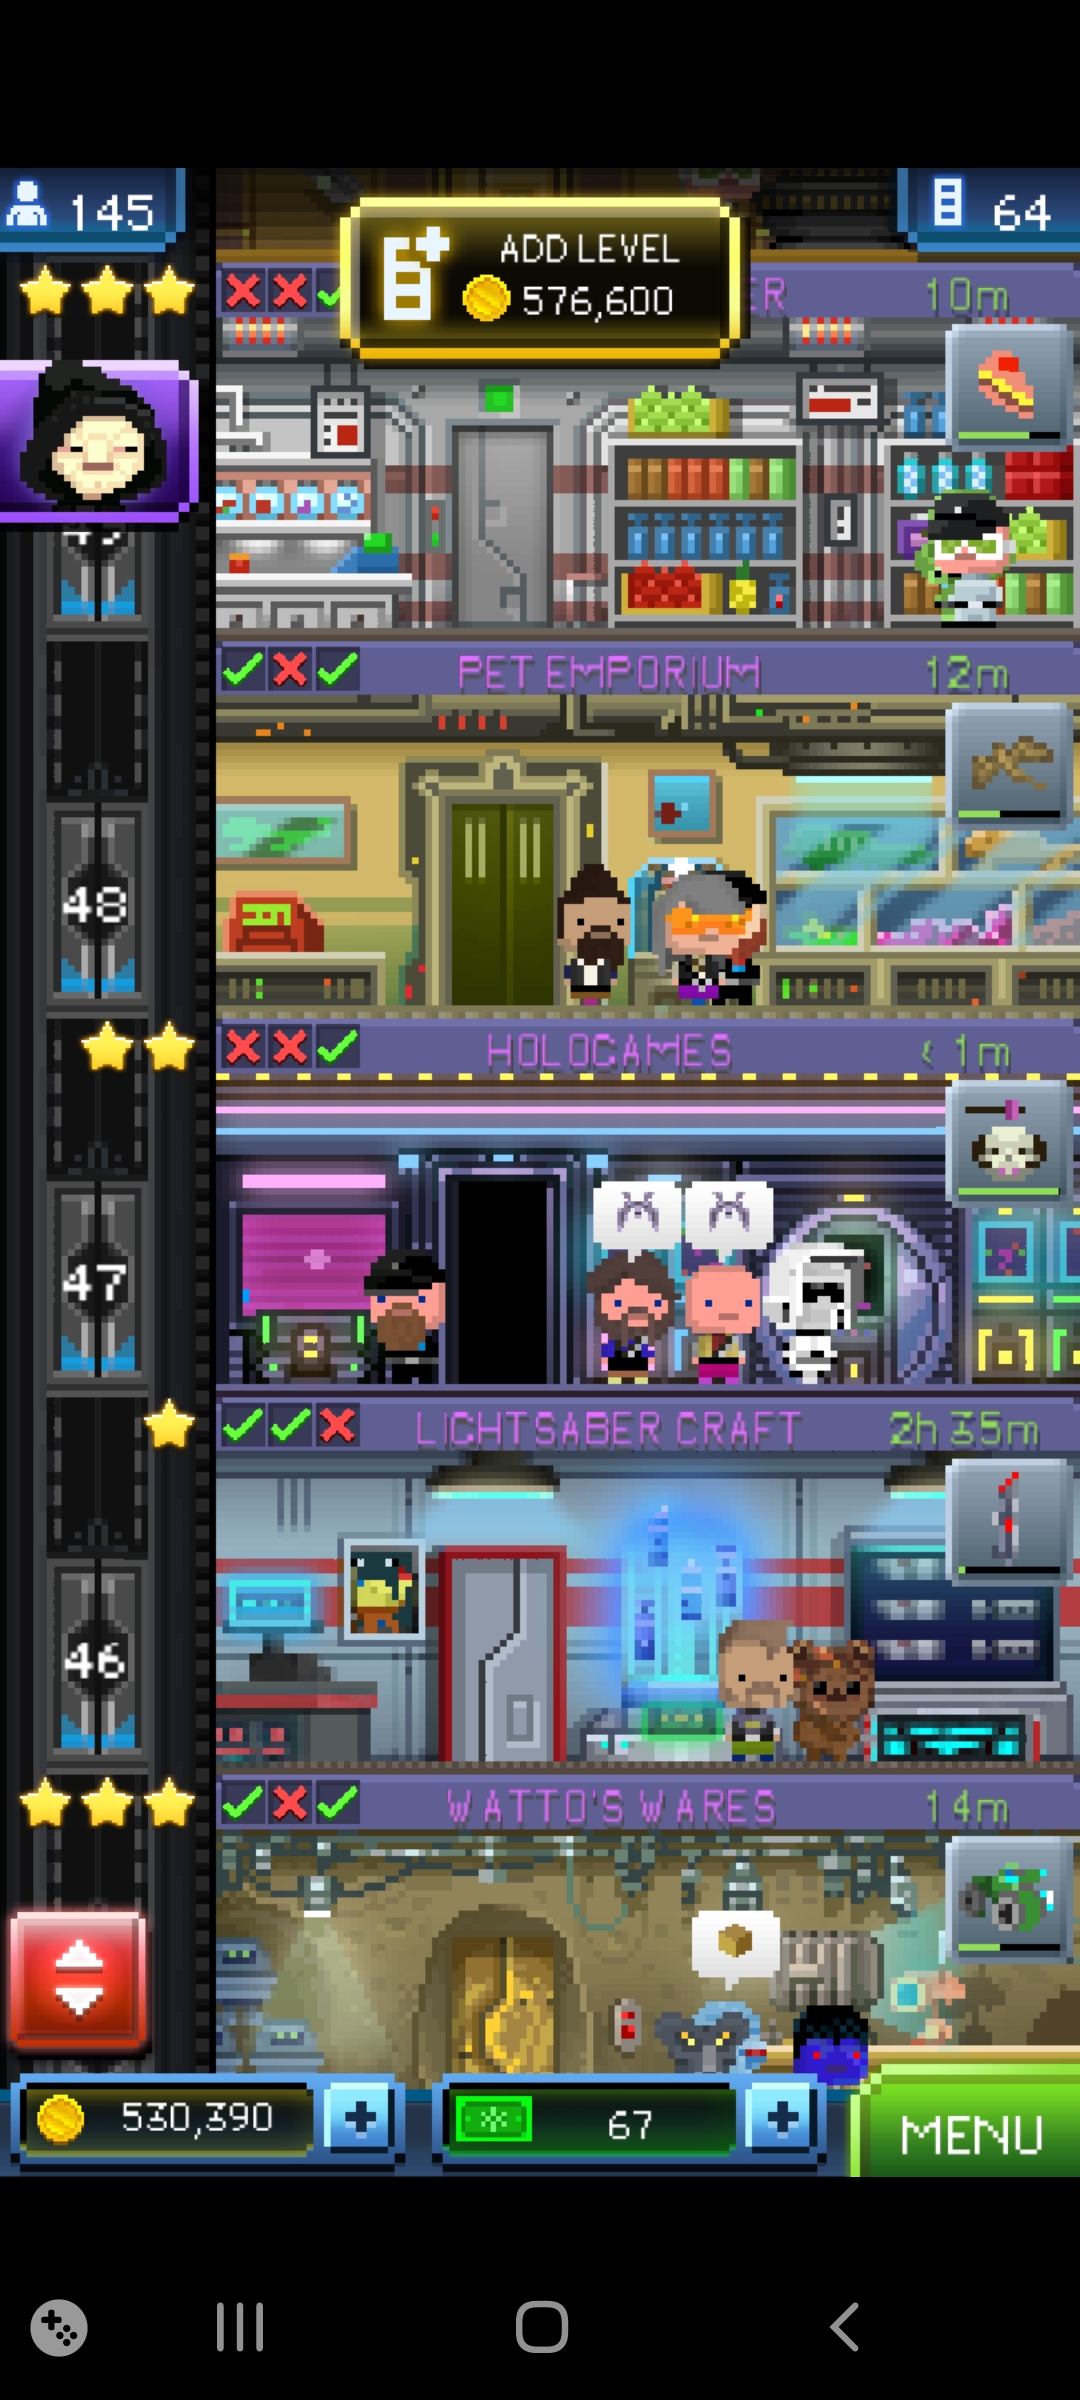 145
64
ADD LEVEL
576,600
ER
10m
PET EMPORIUM
12m
48
HOLOGAMES
< 1m
47
LIGHTSABER CRAFT
2h 35m
46
WATTO'S WARES
14m
530,390
67
MENU